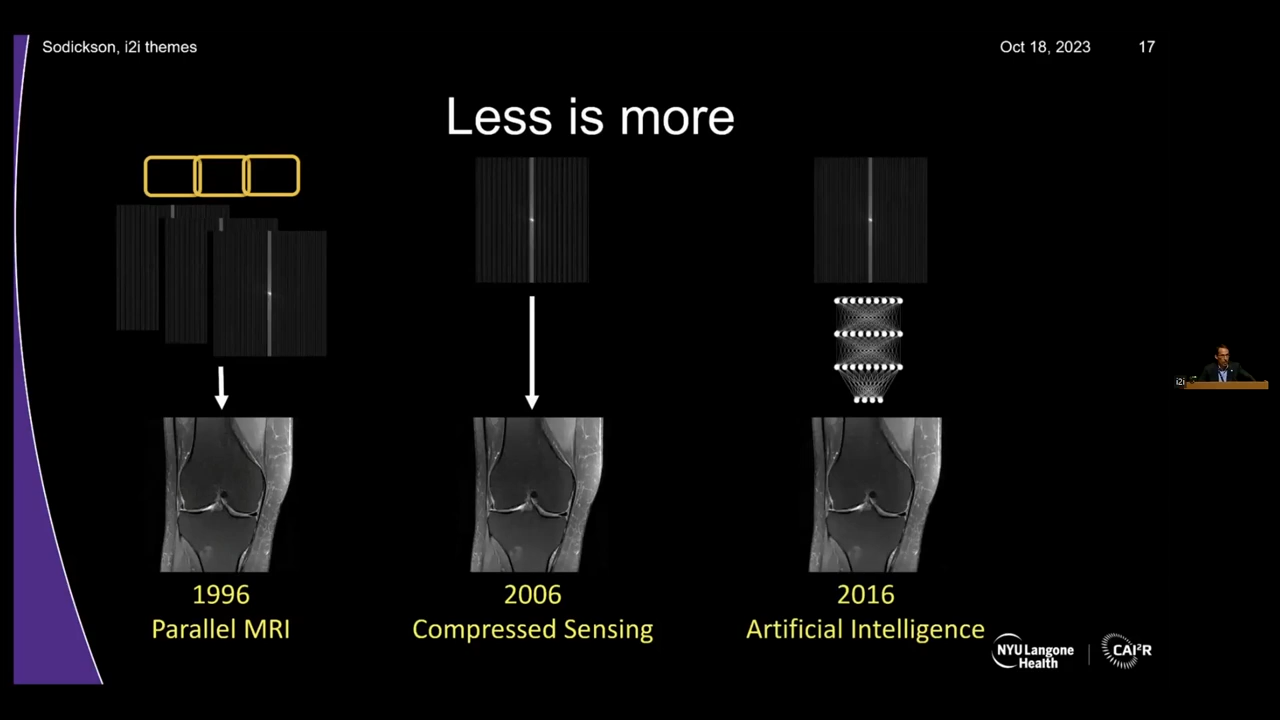 Sodickson, i2i themes
Oct 18, 2023
17
Less is more
i2i
1996
Parallel MRI
2006
Compressed Sensing
2016
Artificial Intelligence
NYU Langone
Health
CAI²R